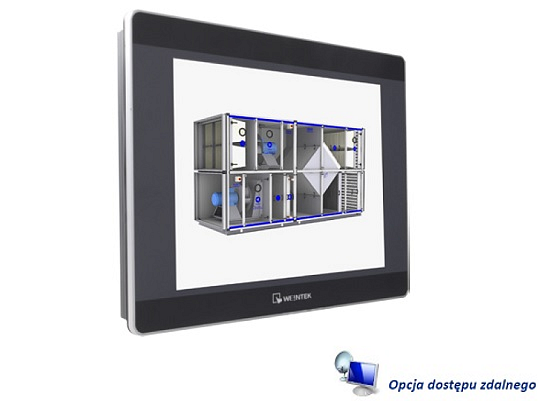 WEINTEK
Opcja dostępu zdalnego